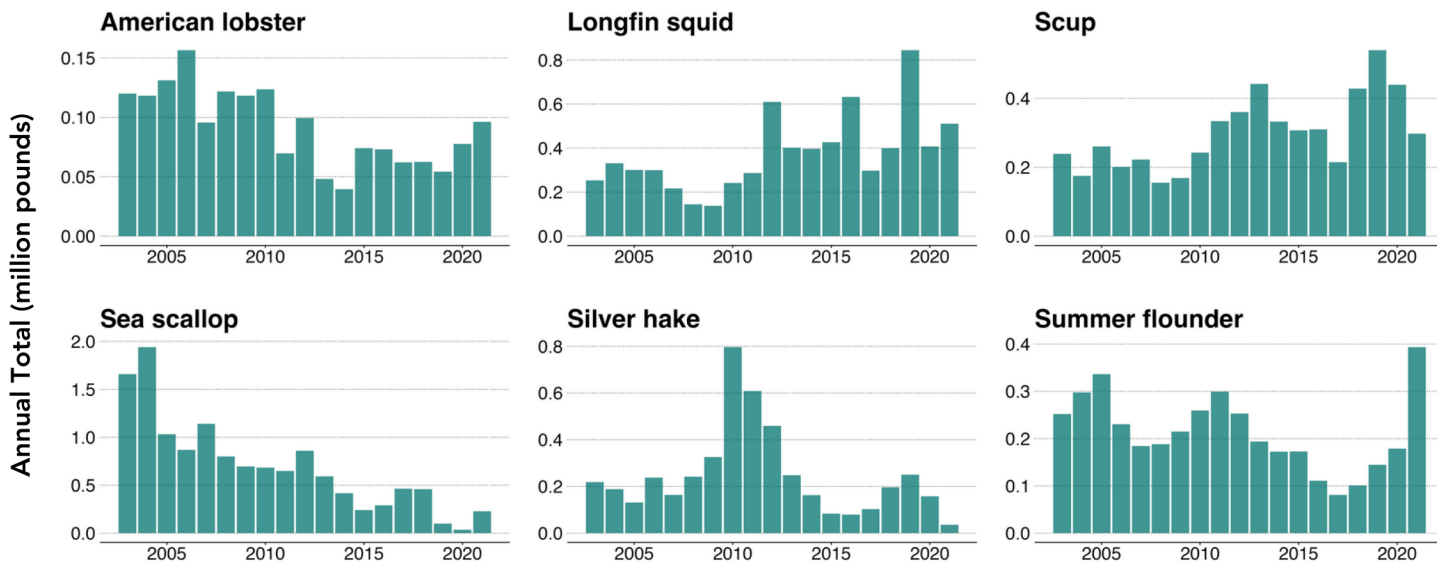 Annual Total (million pounds)
American lobster
0.15
0.10
0.05
0.00
2005 2010 2015 2020
Longfin squid
0.8
0.6
0.4
0.2
0.0
2005 2010 2015 2020
Scup
0.4
0.2
0.0
2005 2010 2015 2020
Sea scallop
2.0
1.5
1.0
0.5
0.0
2005 2010 2015 2020
Silver hake
0.8
0.6
0.4
0.2
0.0
2005 2010 2015 2020
Summer flounder
0.4
0.3
0.2
0.1
0.0
2005 2010 2015 2020